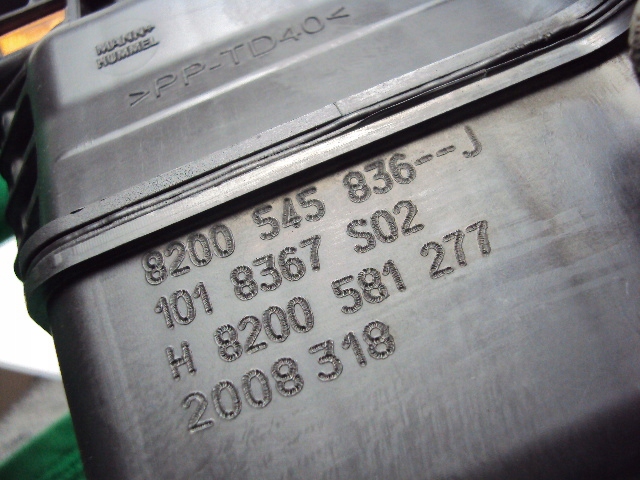 MANN+
HUMMEL
>PP-TD40<
8200 545 836--J
101 8367 S02
H 8200 581 277
2008 318